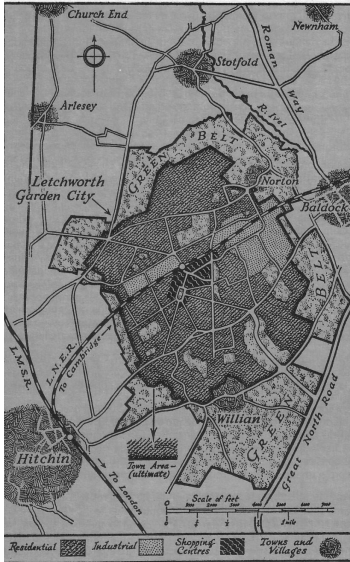 Church End
Newnham
Stotfold
Roman
Way
Arlesey
R. Ivel
GREEN
BELT
Letchworth
Garden City
Norton
Baldock
BELT
L.M.S.R.
L.N.E.R.
To Cambridge
Willian
GREEN
Great North Road
Hitchin
To London
Town Area-
(ultimate)
Scale of feet
1 Mile
Residential
Industrial
Shopping-
Centres
Towns and
Villages